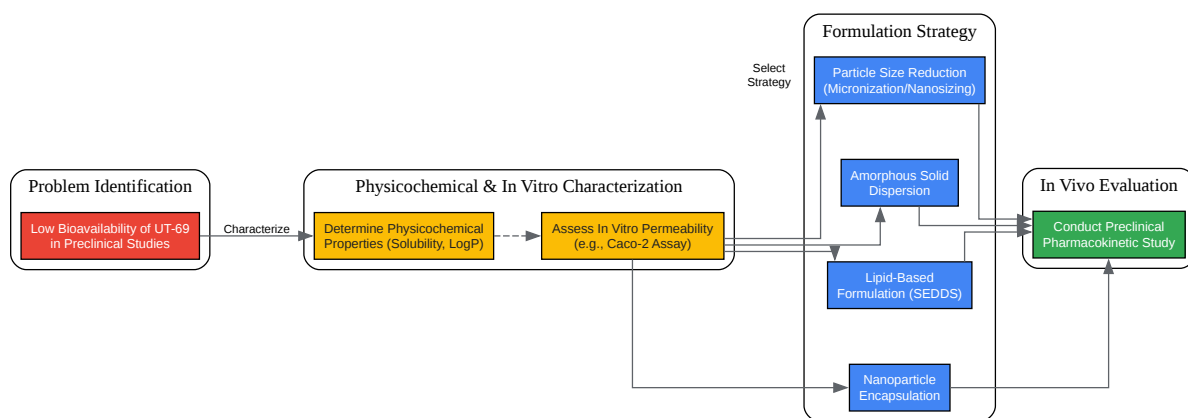 Problem Identification
Low Bioavailability of UT-69
in Preclinical Studies
Characterize
Physicochemical & In Vitro Characterization
Determine Physicochemical
Properties (Solubility, LogP)
Assess In Vitro Permeability
(e.g., Caco-2 Assay)
Select
Strategy
Formulation Strategy
Particle Size Reduction
(Micronization/Nanosizing)
Amorphous Solid
Dispersion
Lipid-Based
Formulation (SEDDS)
Nanoparticle
Encapsulation
In Vivo Evaluation
Conduct Preclinical
Pharmacokinetic Study